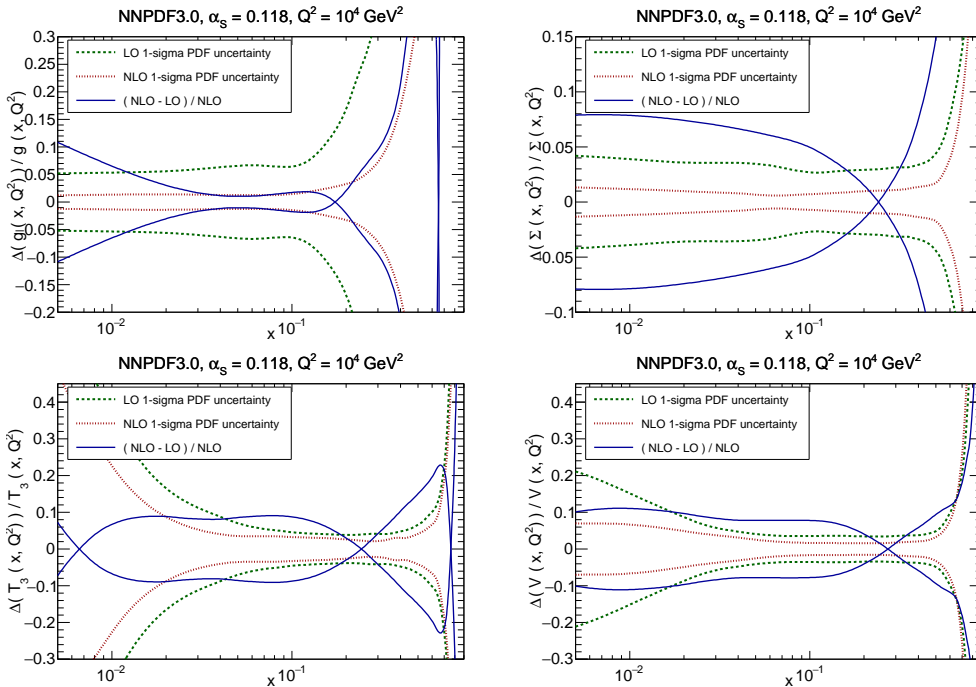 NNPDF3.0, αS = 0.118, Q2 = 104 GeV2
Δ( g ( x, Q2) ) / g ( x, Q2)
0.3
0.25
0.2
0.15
0.1
0.05
0
−0.05
−0.1
−0.15
−0.2
LO 1-sigma PDF uncertainty
NLO 1-sigma PDF uncertainty
( NLO - LO ) / NLO
10−2
x
10−1
NNPDF3.0, αS = 0.118, Q2 = 104 GeV2
Δ( Σ ( x, Q2) ) / Σ ( x, Q2)
0.15
0.1
0.05
0
−0.05
−0.1
LO 1-sigma PDF uncertainty
NLO 1-sigma PDF uncertainty
( NLO - LO ) / NLO
10−2
x
10−1
NNPDF3.0, αS = 0.118, Q2 = 104 GeV2
Δ( T3 ( x, Q2) ) / T3 ( x, Q2)
0.4
0.3
0.2
0.1
0
−0.1
−0.2
−0.3
LO 1-sigma PDF uncertainty
NLO 1-sigma PDF uncertainty
( NLO - LO ) / NLO
10−2
x
10−1
NNPDF3.0, αS = 0.118, Q2 = 104 GeV2
Δ( V ( x, Q2) ) / V ( x, Q2)
0.4
0.3
0.2
0.1
0
−0.1
−0.2
−0.3
LO 1-sigma PDF uncertainty
NLO 1-sigma PDF uncertainty
( NLO - LO ) / NLO
10−2
x
10−1